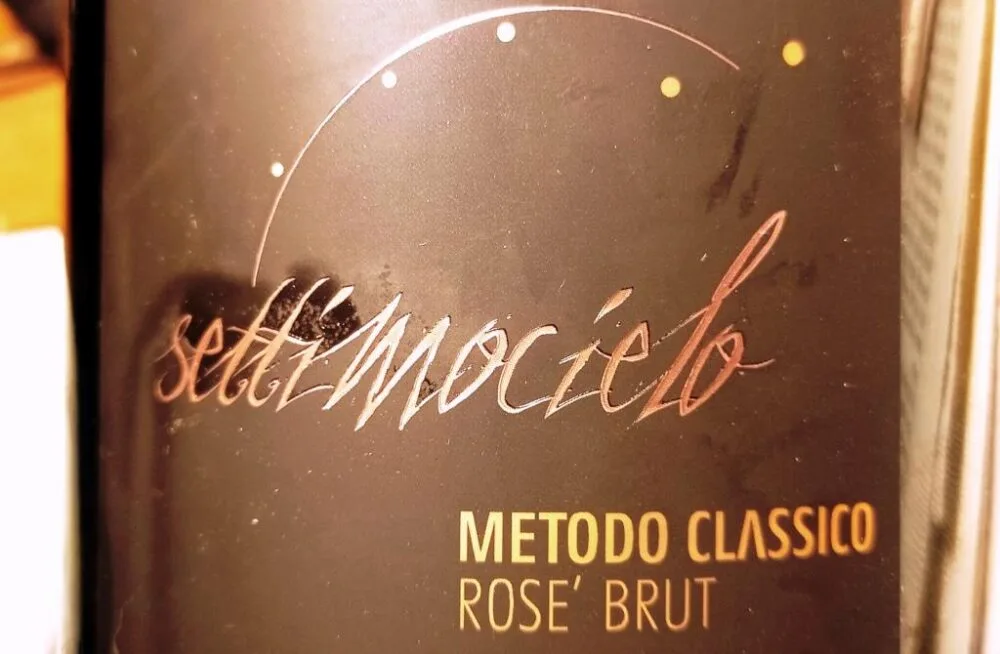 settimocielo
METODO CLASSICO
ROSE' BRUT